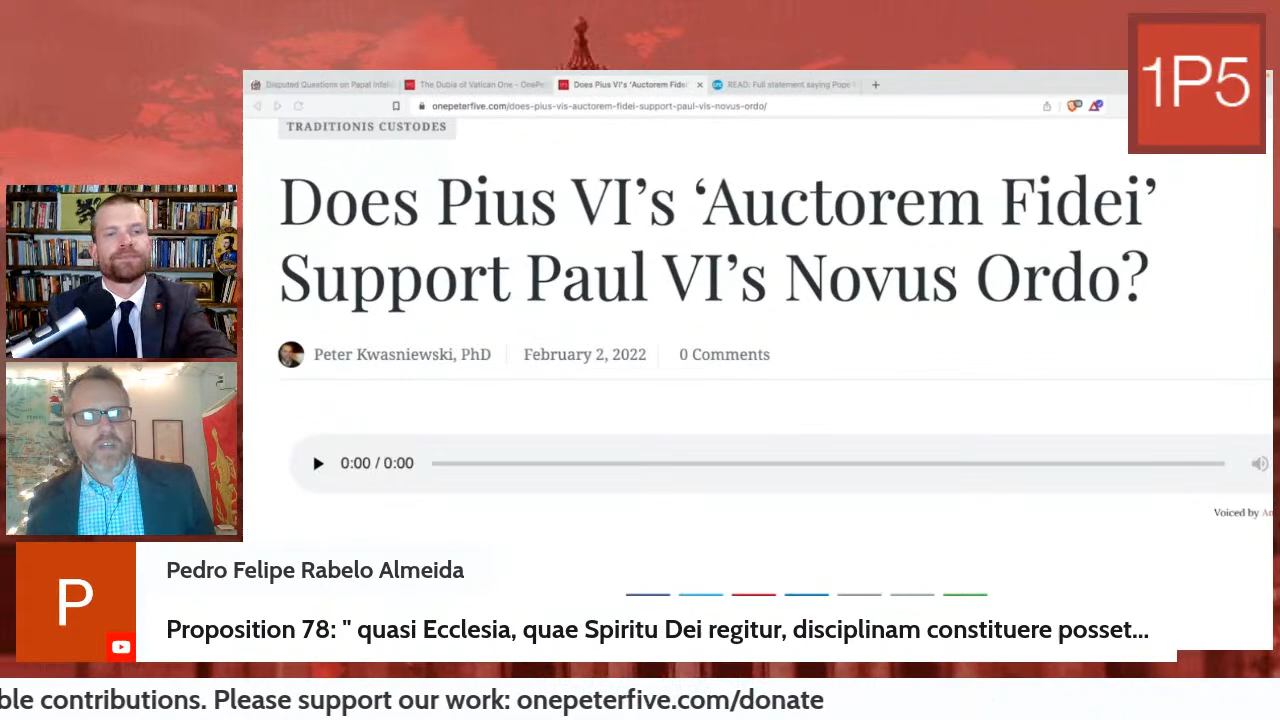 1P5
Disputed Questions on Papal Infal
The Dubia of Vatican One - OnePe
Does Pius VI's 'Auctorem Fidei
READ: Full statement saying Pope
onepeterfive.com/does-pius-vis-auctorem-fidei-support-paul-vis-novus-ordo/
TRADITIONIS CUSTODES
Does Pius VI's ‘Auctorem Fidei’
Support Paul VI's Novus Ordo?
Peter Kwasniewski, PhD
February 2, 2022
0 Comments
0:00 / 0:00
Voiced by
P
Pedro Felipe Rabelo Almeida
Proposition 78: " quasi Ecclesia, quae Spiritu Dei regitur, disciplinam constituere posset...
ble contributions. Please support our work: onepeterfive.com/donate